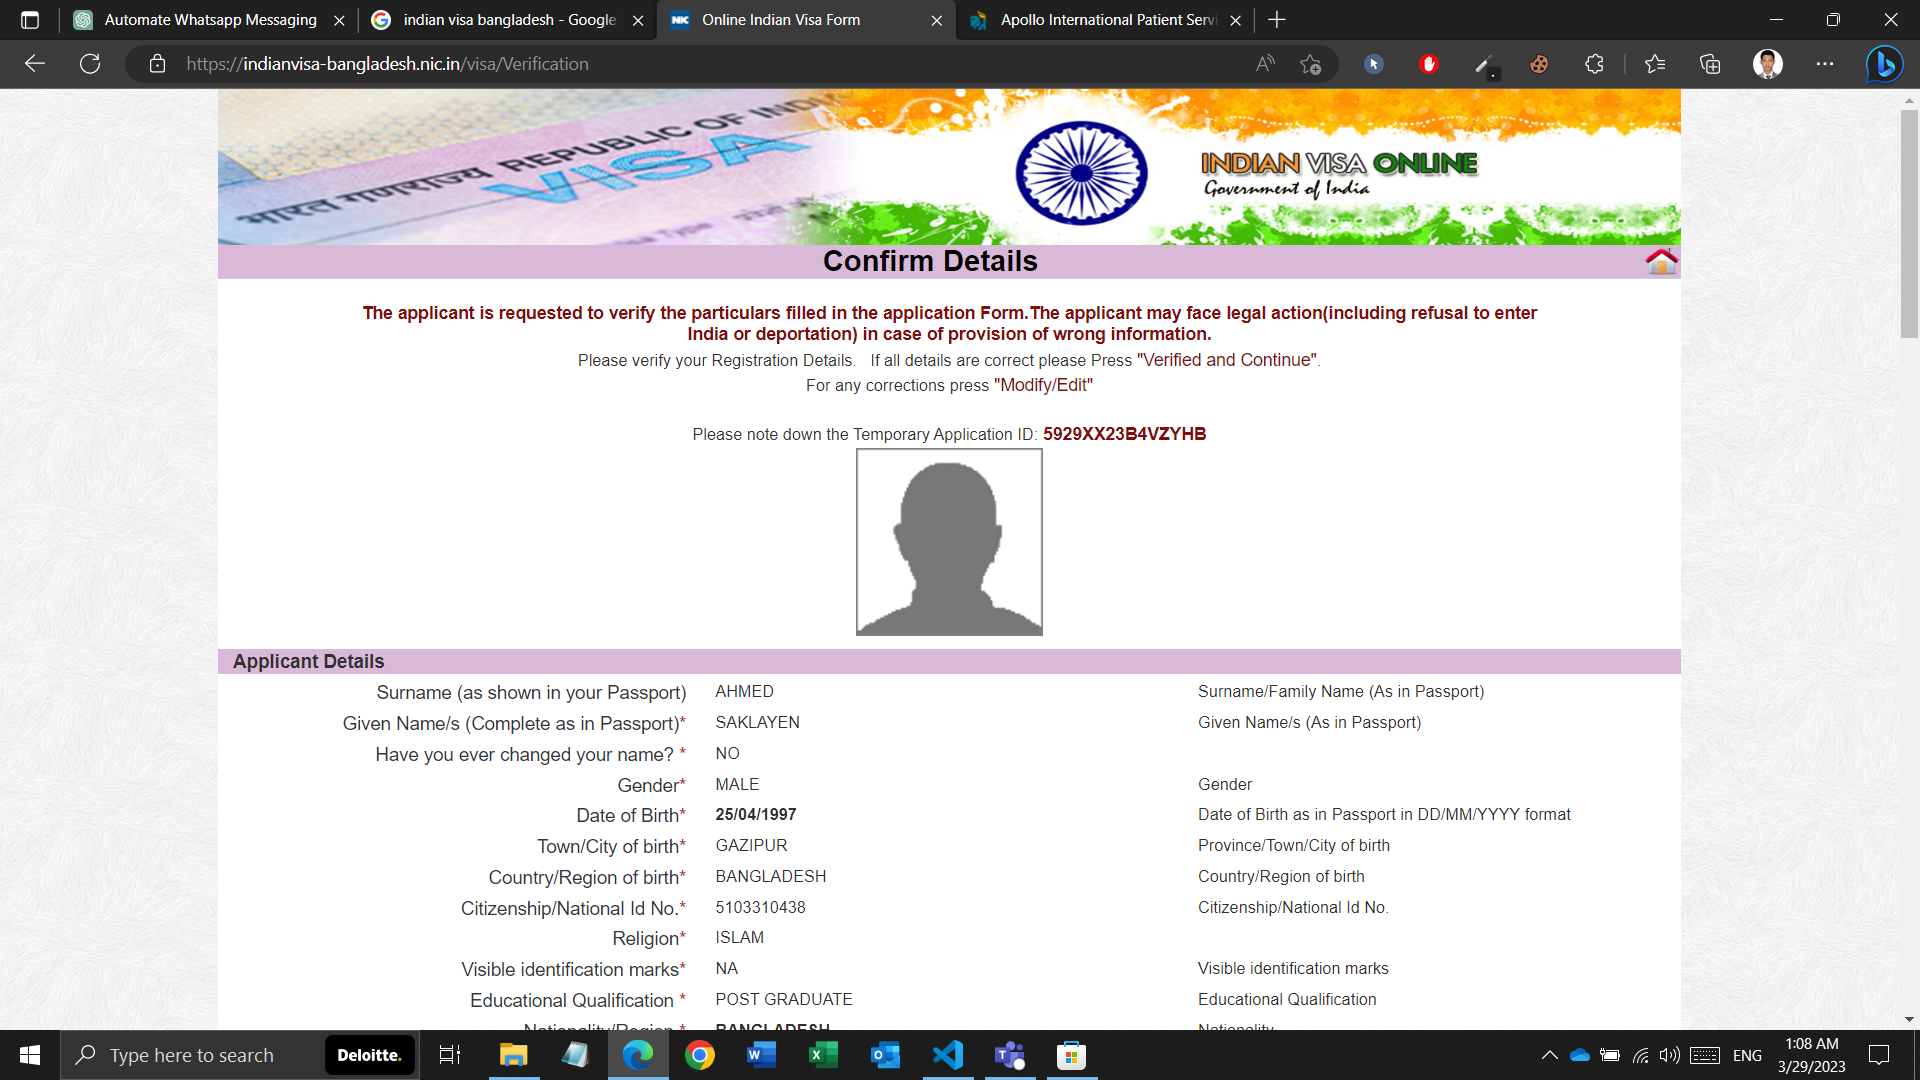 Automate Whatsapp Messaging
indian visa bangladesh - Google
Online Indian Visa Form
Apollo International Patient Servi
https://indianvisa-bangladesh.nic.in/visa/Verification
भारत गणराज्य REPUBLIC OF INDI
VISA
INDIAN VISA ONLINE
Government of India
Confirm Details
The applicant is requested to verify the particulars filled in the application Form.The applicant may face legal action(including refusal to enter
India or deportation) in case of provision of wrong information.
Please verify your Registration Details. If all details are correct please Press "Verified and Continue".
For any corrections press "Modify/Edit"
Please note down the Temporary Application ID: 5929XX23B4VZYHB
Applicant Details
Surname (as shown in your Passport) AHMED Surname/Family Name (As in Passport)
Given Name/s (Complete as in Passport)* SAKLAYEN Given Name/s (As in Passport)
Have you ever changed your name? * NO
Gender* MALE Gender
Date of Birth* 25/04/1997 Date of Birth as in Passport in DD/MM/YYYY format
Town/City of birth* GAZIPUR Province/Town/City of birth
Country/Region of birth* BANGLADESH Country/Region of birth
Citizenship/National Id No.* 5103310438 Citizenship/National Id No.
Religion* ISLAM
Visible identification marks* NA Visible identification marks
Educational Qualification * POST GRADUATE Educational Qualification
Nationality/Region * BANGLADESH Nationality
Type here to search
Deloitte.
ENG
1:08 AM
3/29/2023